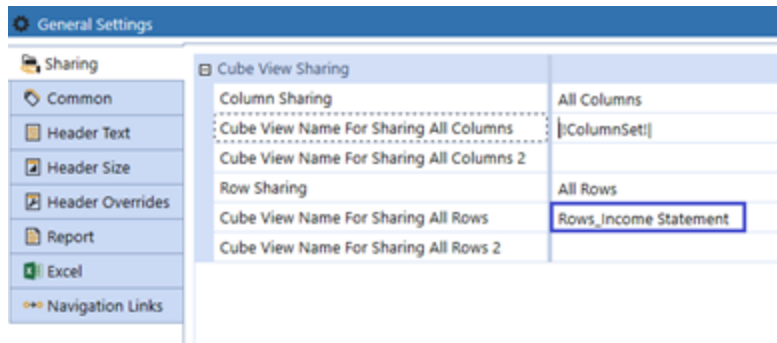 General Settings
Sharing
Common
Header Text
Header Size
Header Overrides
Report
Excel
Navigation Links
Cube View Sharing
Column Sharing All Columns
Cube View Name For Sharing All Columns |!ColumnSet!|
Cube View Name For Sharing All Columns 2
Row Sharing All Rows
Cube View Name For Sharing All Rows Rows_Income Statement
Cube View Name For Sharing All Rows 2